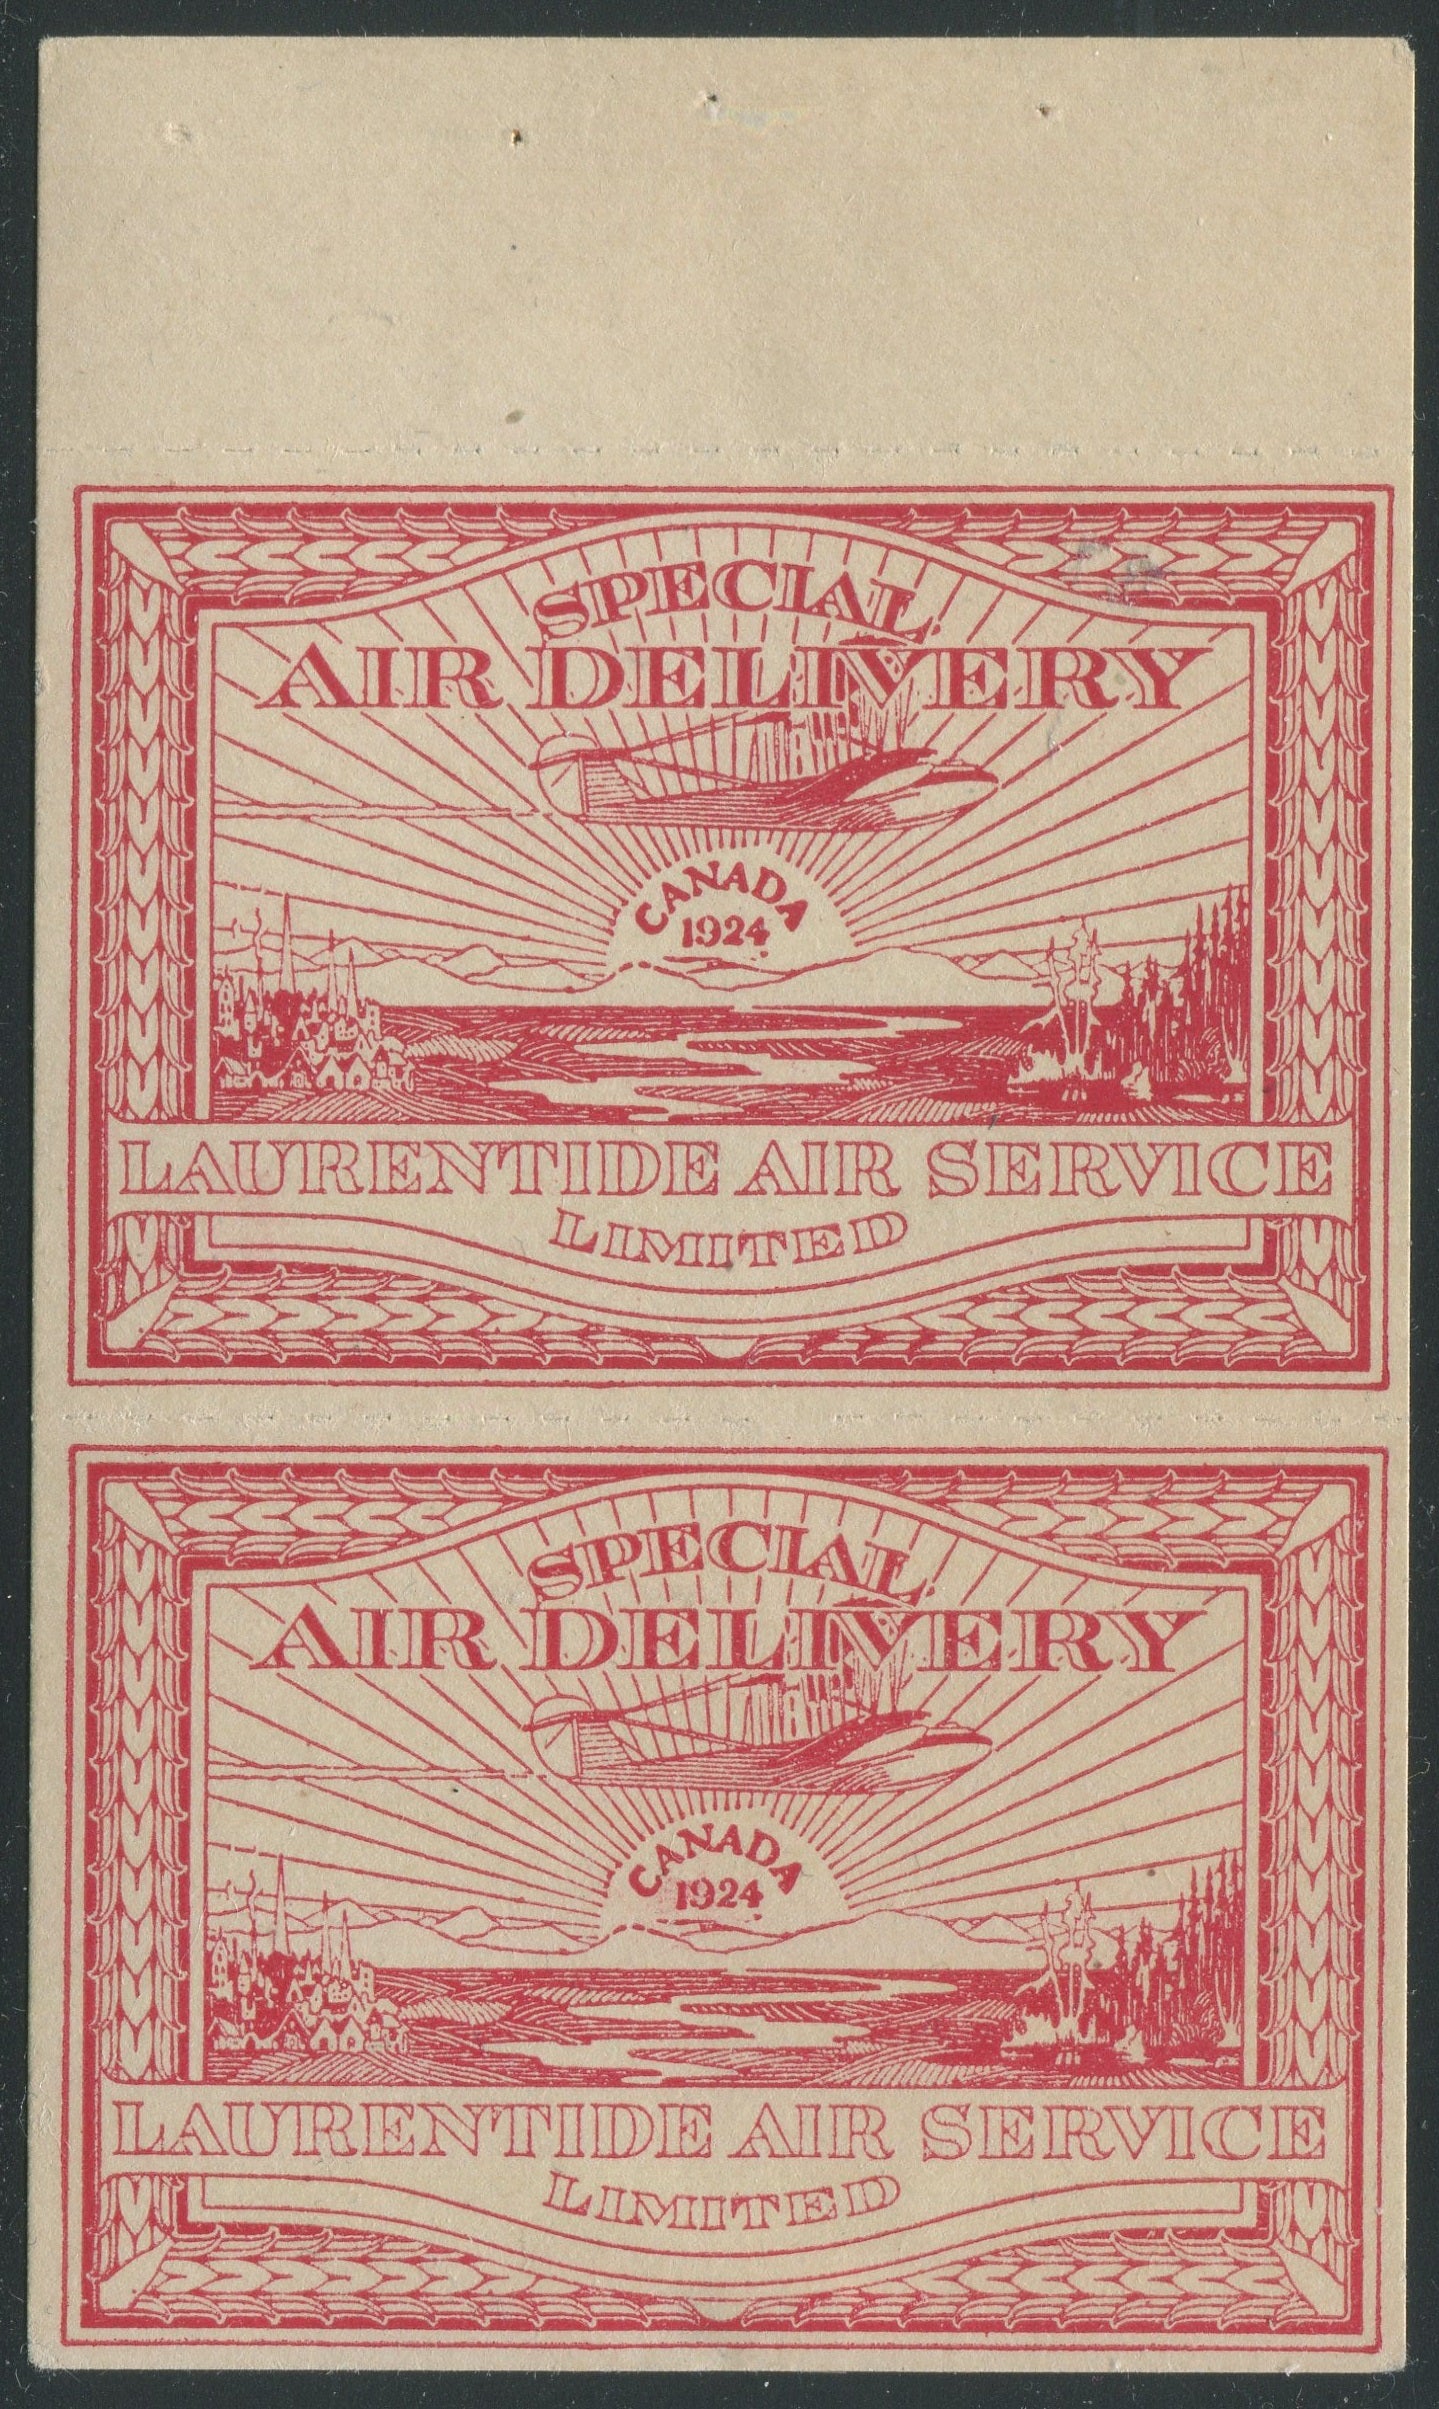 SPECIAL
AIR DELIVERY
CANADA
1924
LAURENTIDE AIR SERVICE
LIMITED
SPECIAL
AIR DELIVERY
CANADA
1924
LAURENTIDE AIR SERVICE
LIMITED